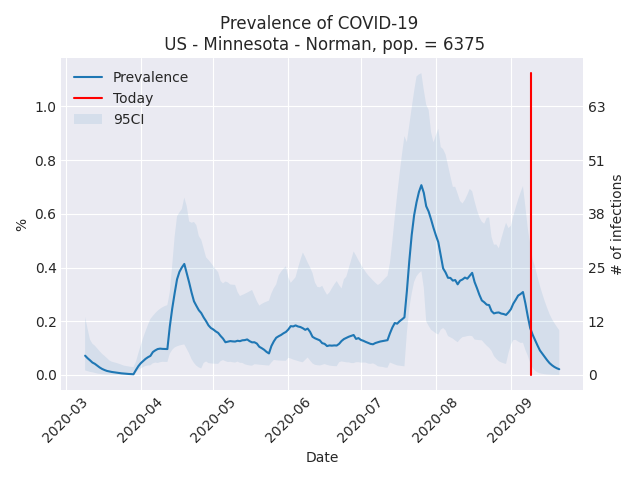 Prevalence of COVID-19
US - Minnesota - Norman, pop. = 6375
Prevalence
Today
95CI
1.0
0.8
0.6
0.4
0.2
0.0
%
63
51
38
25
12
0
# of infections
2020-03
2020-04
2020-05
2020-06
2020-07
2020-08
2020-09
Date